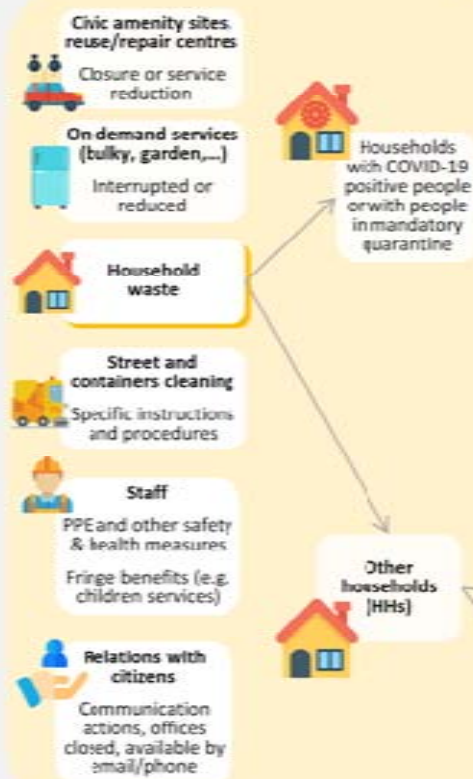 Civic amenity sites,
reuse/repair centres
Closure or service
reduction
On demand services
(bulky, garden,...)
Interrupted or
reduced
Household
waste
Street and
containers cleaning
Specific instructions
and procedures
Staff
PPE and other safety
& health measures
Fringe benefits (e.g.
children services)
Relations with
citizens
Communication
actions, offices
closed, available by
email/phone
Households
with COVID-19
positive people
or with people
in mandatory
quarantine
Other
households
(HHs)